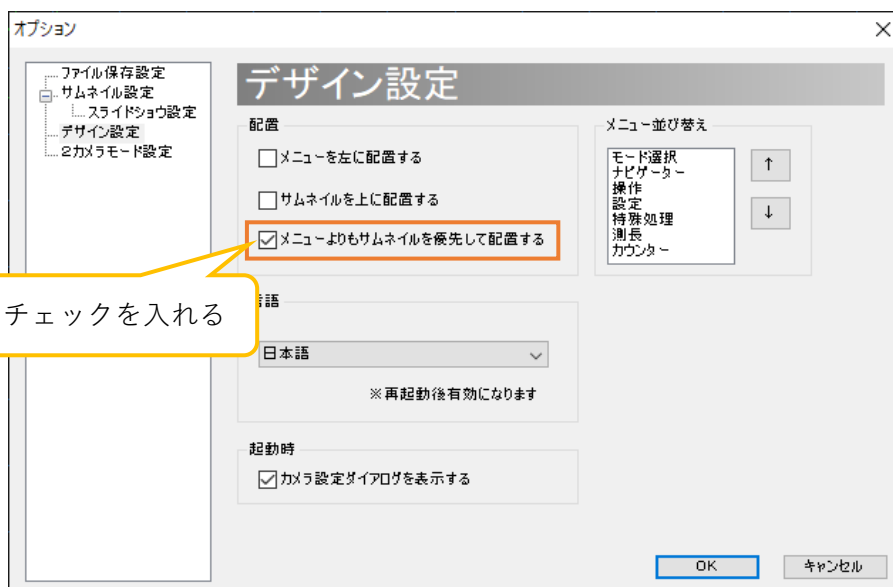 オプション
ファイル保存設定
サムネイル設定
スライドショウ設定
デザイン設定
2カメラモード設定
デザイン設定
配置
メニューを左に配置する
サムネイルを上に配置する
メニューよりもサムネイルを優先して配置する
メニュー並び替え
モード選択
ナビゲーター
操作
設定
特殊処理
測長
カウンター
↑
↓
チェックを入れる
言語
日本語
※再起動後有効になります
起動時
カメラ設定ダイアログを表示する
OK
キャンセル